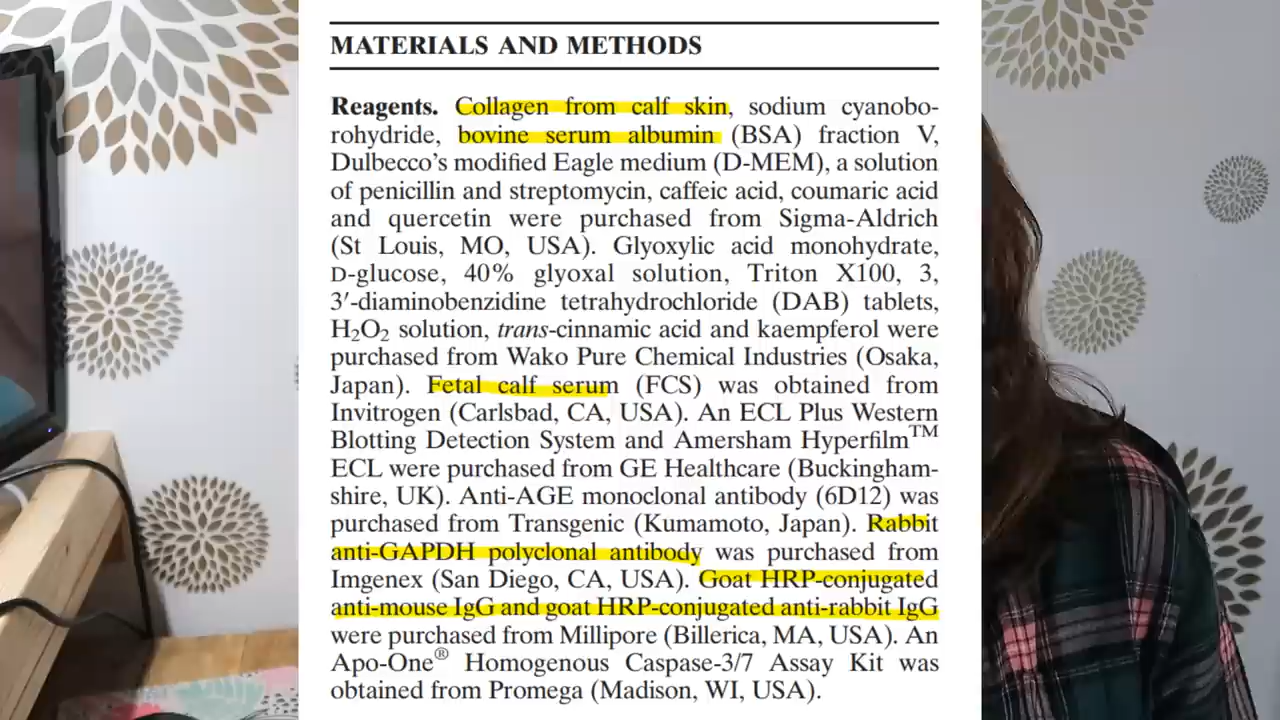 MATERIALS AND METHODS
Reagents. Collagen from calf skin, sodium cyanobo-
rohydride, bovine serum albumin (BSA) fraction V,
Dulbecco's modified Eagle medium (D-MEM), a solution
of penicillin and streptomycin, caffeic acid, coumaric acid
and quercetin were purchased from Sigma-Aldrich
(St Louis, MO, USA). Glyoxylic acid monohydrate,
D-glucose, 40% glyoxal solution, Triton X100, 3,
3′-diaminobenzidine tetrahydrochloride (DAB) tablets,
H₂O₂ solution, trans-cinnamic acid and kaempferol were
purchased from Wako Pure Chemical Industries (Osaka,
Japan). Fetal calf serum (FCS) was obtained from
Invitrogen (Carlsbad, CA, USA). An ECL Plus Western
Blotting Detection System and Amersham Hyperfilm™
ECL were purchased from GE Healthcare (Buckingham-
shire, UK). Anti-AGE monoclonal antibody (6D12) was
purchased from Transgenic (Kumamoto, Japan). Rabbit
anti-GAPDH polyclonal antibody was purchased from
Imgenex (San Diego, CA, USA). Goat HRP-conjugated
anti-mouse IgG and goat HRP-conjugated anti-rabbit IgG
were purchased from Millipore (Billerica, MA, USA). An
Apo-One® Homogenous Caspase-3/7 Assay Kit was
obtained from Promega (Madison, WI, USA).